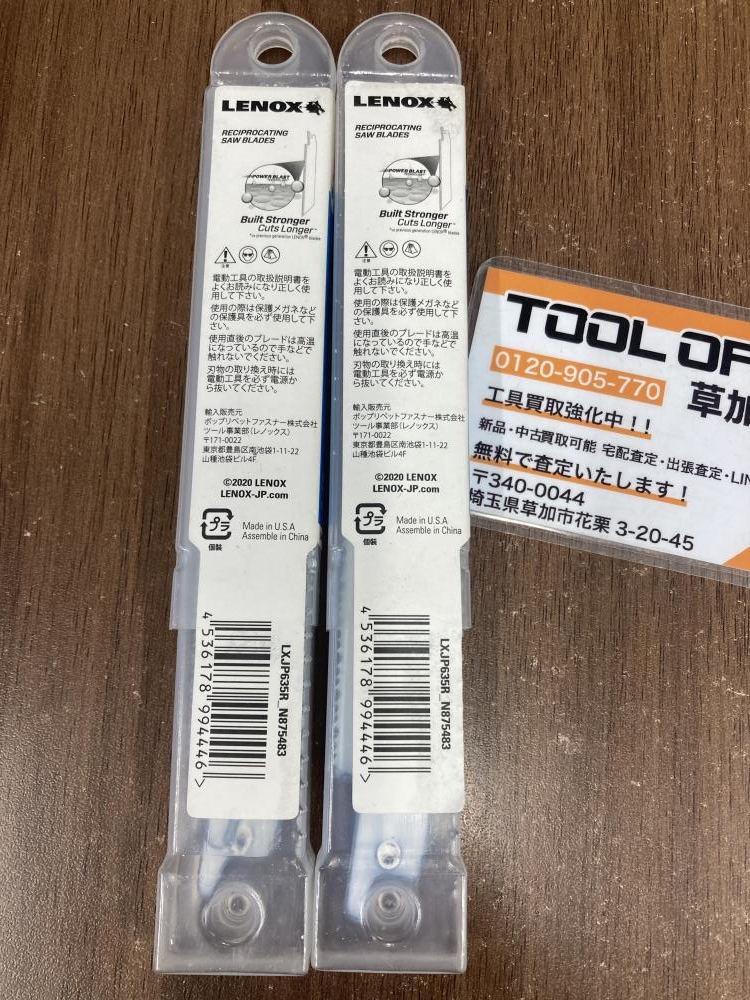 LENOX
RECIPROCATING
SAW BLADES
POWER BLAST
Built Stronger
Cuts Longer™
*vs previous generation LENOX® blades
注意
電動工具の取扱説明書を
よくお読みになり正しく使
用して下さい。
使用の際は保護メガネなど
の保護具を必ず使用して下
さい。
使用直後のブレードは高温
になっているので手などで
触れないでください。
刃物の取り換え時には
電動工具を必ず電源か
ら抜いてください。
輸入販売元
ポップリベットファスナー株式会社
ツール事業部(レノックス)
〒171-0022
東京都豊島区南池袋1-11-22
山種池袋ビル4F
©2020 LENOX
LENOX-JP.com
プラ
個装
Made in U.S.A
Assemble in China
4 536178 994446 >
LXJP635R_N875483
LENOX
RECIPROCATING
SAW BLADES
POWER BLAST
Built Stronger
Cuts Longer™
*vs previous generation LENOX® blades
注意
電動工具の取扱説明書を
よくお読みになり正しく使
用して下さい。
使用の際は保護メガネなど
の保護具を必ず使用して下
さい。
使用直後のブレードは高温
になっているので手などで
触れないでください。
刃物の取り換え時には
電動工具を必ず電源か
ら抜いてください。
輸入販売元
ポップリベットファスナー株式会社
ツール事業部(レノックス)
〒171-0022
東京都豊島区南池袋1-11-22
山種池袋ビル4F
©2020 LENOX
LENOX-JP.com
プラ
個装
Made in U.S.A
Assemble in China
4 536178 994446 >
LXJP635R_N875483
TOOL OF
0120-905-770
草加
工具買取強化中!!
新品・中古買取可能 宅配査定・出張査定・LIN
無料で査定いたします!
〒340-0044
埼玉県草加市花栗 3-20-45